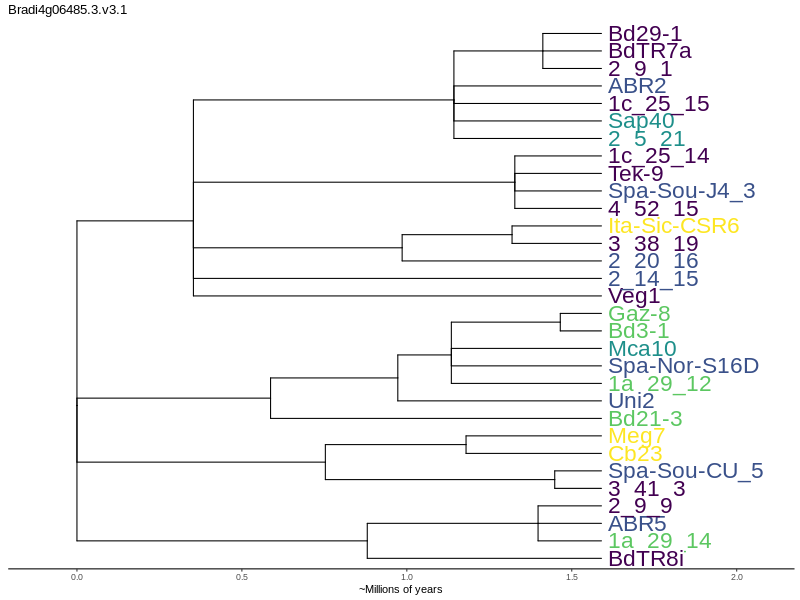 Bradi4g06485.3.v3.1
Bd29-1
BdTR7a
2_9_1
ABR2
1c_25_15
Sap40
2_5_21
1c_25_14
Tek-9
Spa-Sou-J4_3
4_52_15
Ita-Sic-CSR6
3_38_19
2_20_16
2_14_15
Veg1
Gaz-8
Bd3-1
Mca10
Spa-Nor-S16D
1a_29_12
Uni2
Bd21-3
Meg7
Cb23
Spa-Sou-CU_5
3_41_3
2_9_9
ABR5
1a_29_14
BdTR8i
0.0 0.5 1.0 1.5 2.0
~Millions of years